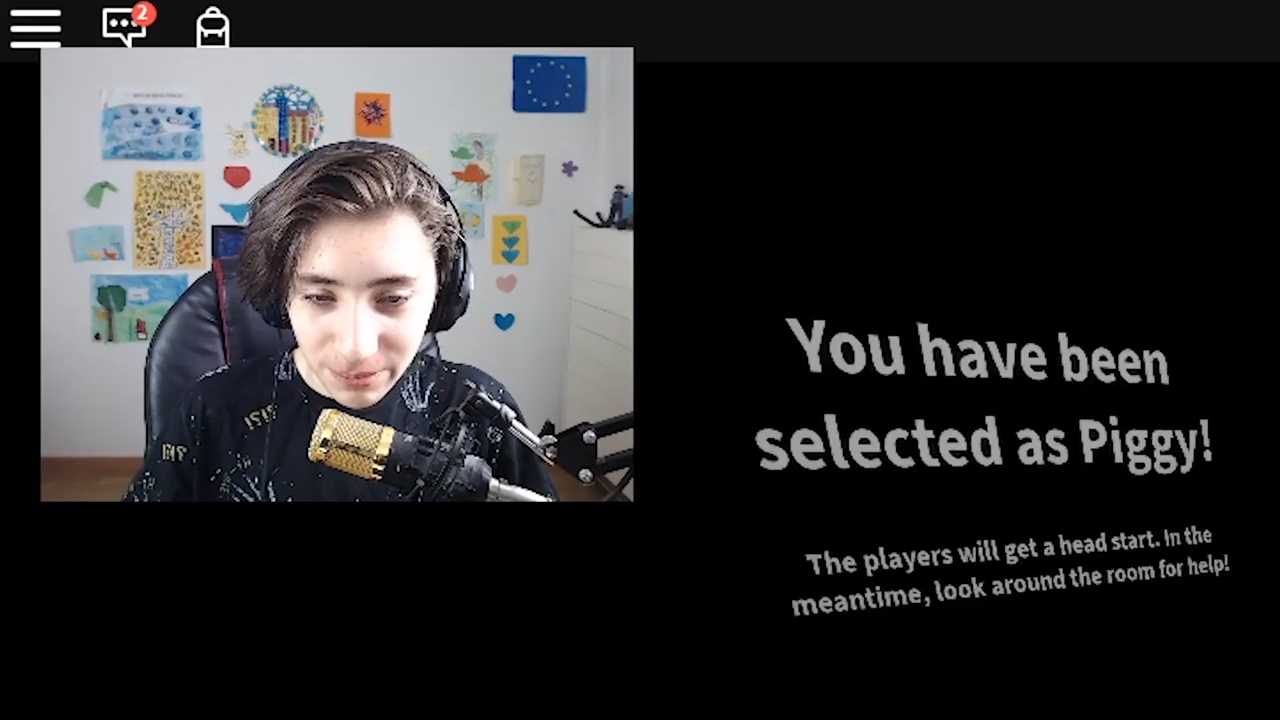 2
You have been
selected as Piggy!
The players will get a head start. In the
meantime, look around the room for help!